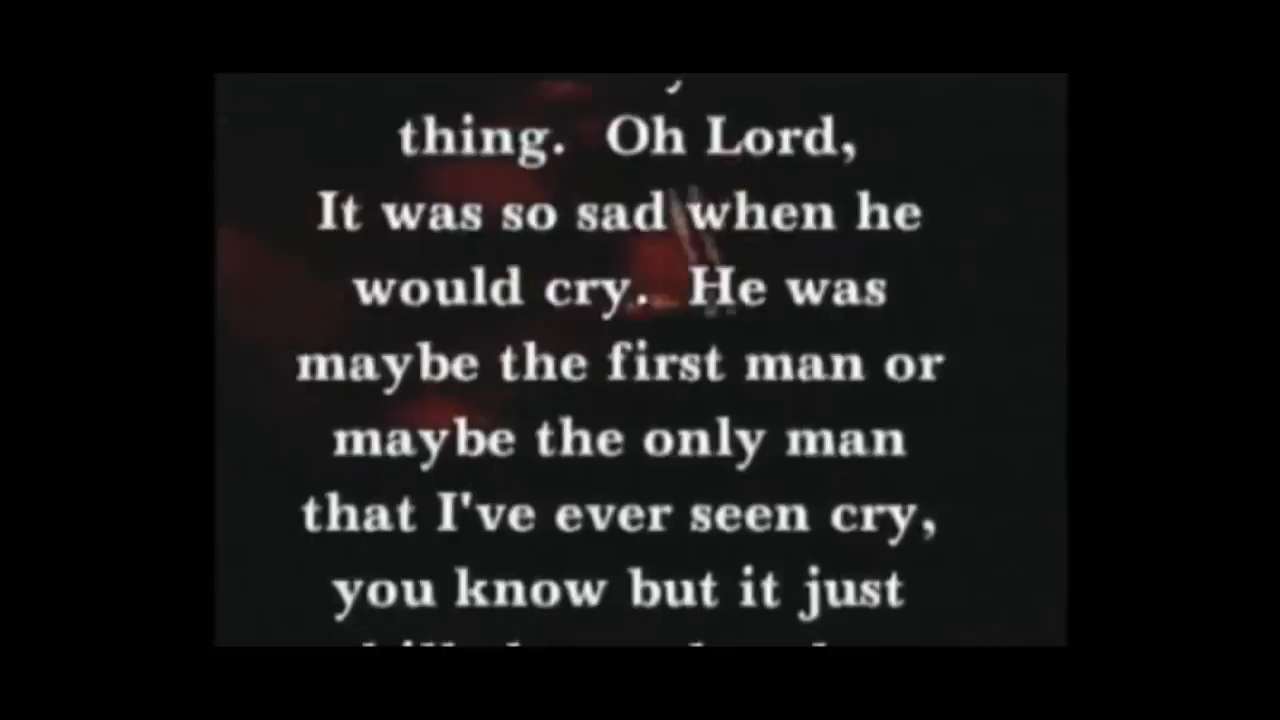 thing.  Oh Lord,
It was so sad when he
would cry.  He was
maybe the first man or
maybe the only man
that I've ever seen cry,
you know but it just